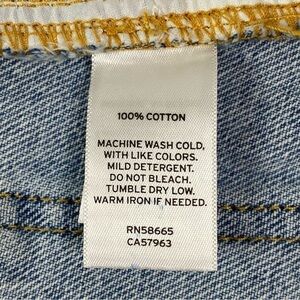 100% COTTON
MACHINE WASH COLD,
WITH LIKE COLORS.
MILD DETERGENT.
DO NOT BLEACH.
TUMBLE DRY LOW.
WARM IRON IF NEEDED.
RN58665
CA57963